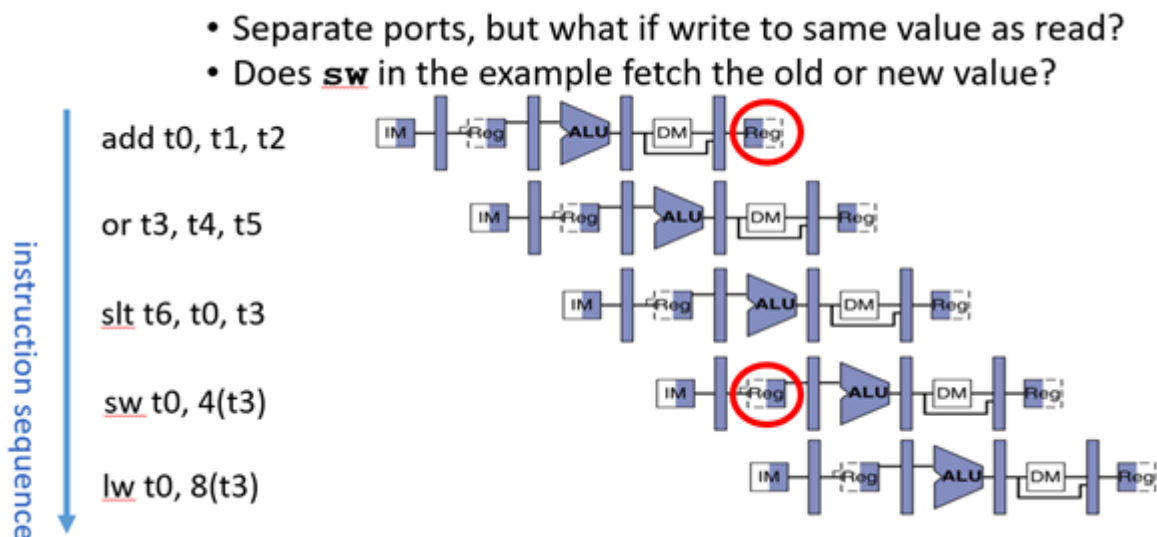 • Separate ports, but what if write to same value as read?
• Does sw in the example fetch the old or new value?
instruction sequence
add t0, t1, t2
IM Reg ALU DM Reg
or t3, t4, t5
IM Reg ALU DM Reg
slt t6, t0, t3
IM Reg ALU DM Reg
sw t0, 4(t3)
IM Reg ALU DM Reg
lw t0, 8(t3)
IM Reg ALU DM Reg